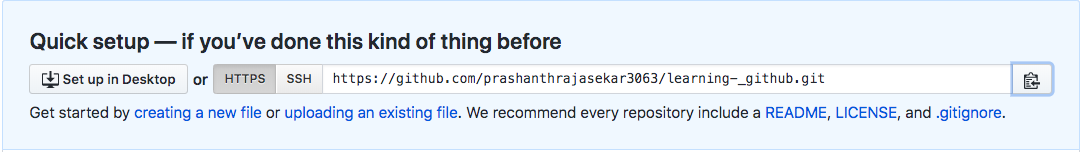 Quick setup — if you’ve done this kind of thing before
Set up in Desktop or HTTPS SSH https://github.com/prashanthrajasekar3063/learning-_github.git
Get started by creating a new file or uploading an existing file. We recommend every repository include a README, LICENSE, and .gitignore.